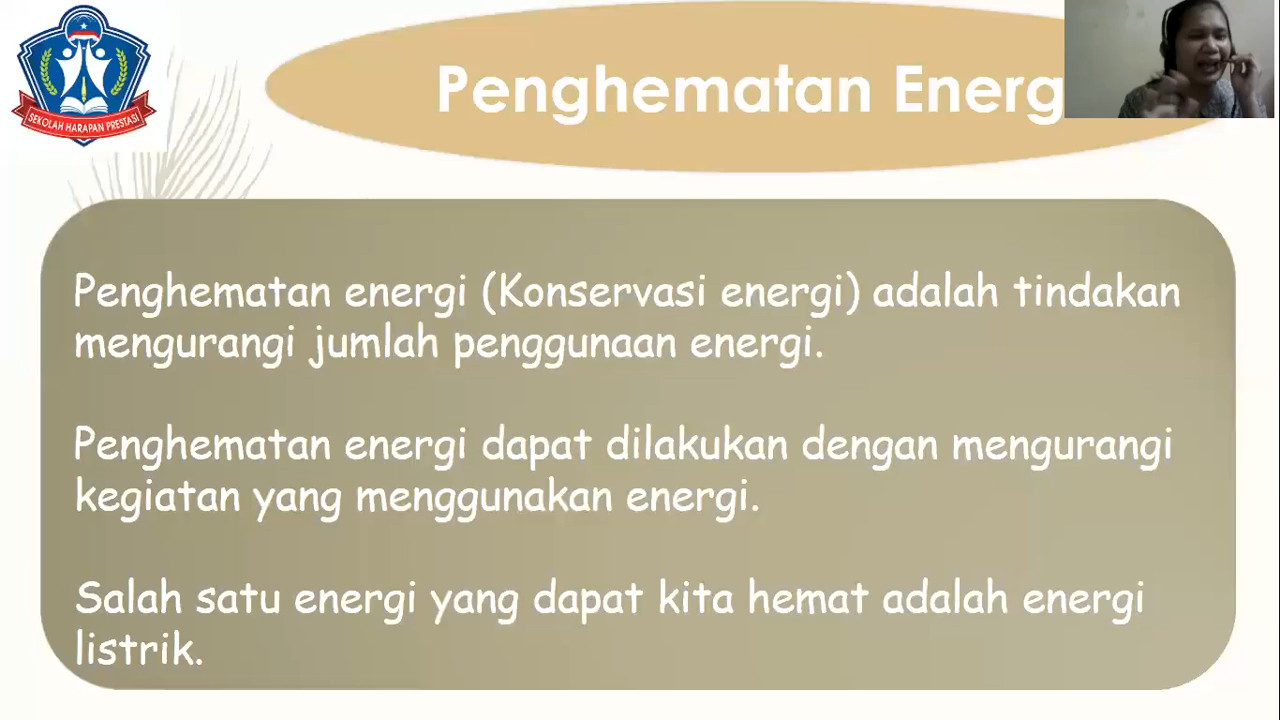 SEKOLAH HARAPAN PRESTASI
Penghematan Energ
Penghematan energi (Konservasi energi) adalah tindakan
mengurangi jumlah penggunaan energi.
Penghematan energi dapat dilakukan dengan mengurangi
kegiatan yang menggunakan energi.
Salah satu energi yang dapat kita hemat adalah energi
listrik.